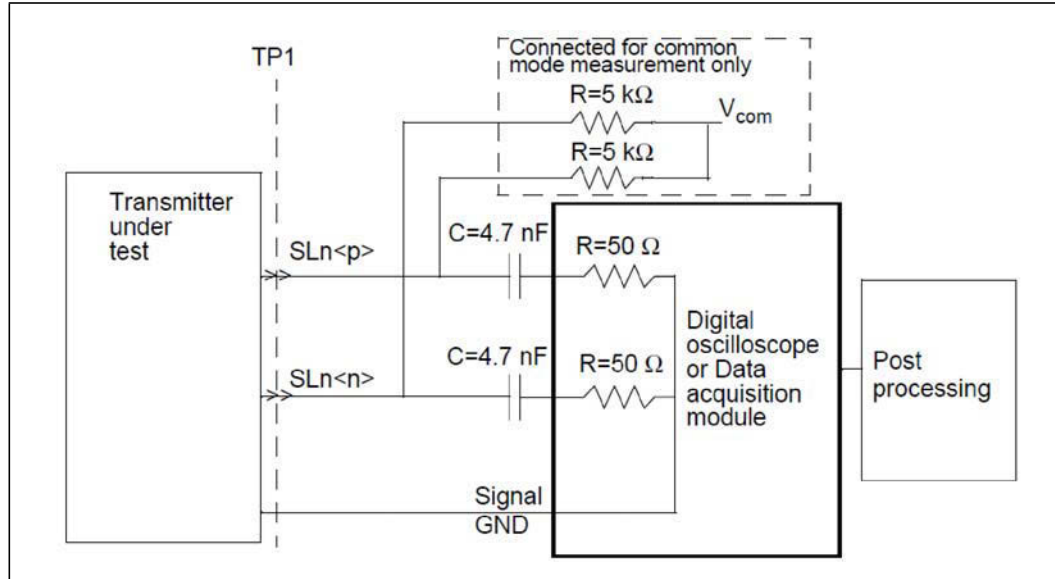 Connected for common
mode measurement only
TP1
R=5 kΩ
V com
R=5 kΩ
Transmitter
under
test
C=4.7 nF
R=50 Ω
SLn<p>
Digital
oscilloscope
or Data
acquisition
module
C=4.7 nF
R=50 Ω
SLn<n>
Post
processing
Signal
GND